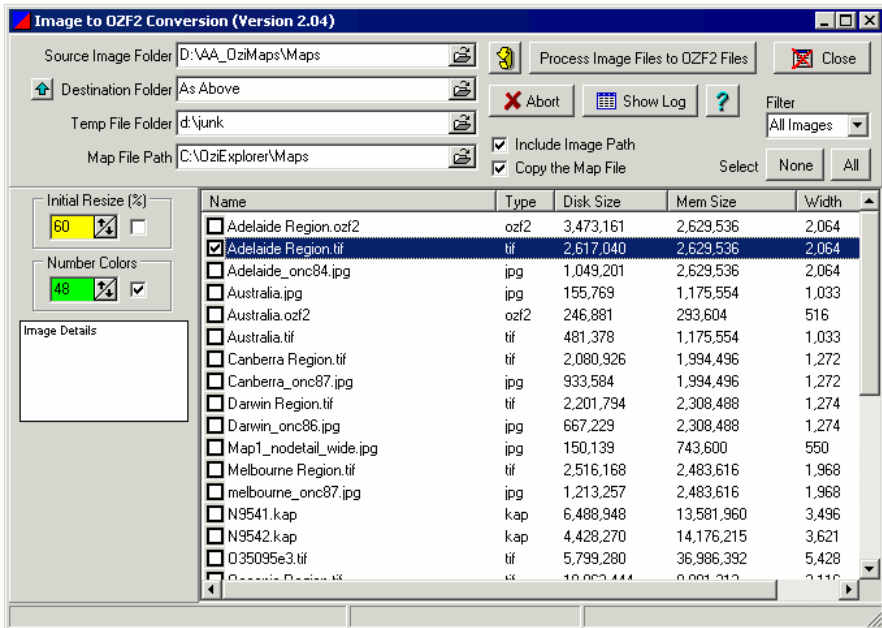 Image to OZF2 Conversion (Version 2.04)
Source Image Folder D:\AA_OziMaps\Maps
Process Image Files to OZF2 Files Close
Destination Folder As Above
Abort Show Log ? Filter
Temp File Folder d:\junk
All Images
Include Image Path
Map File Path C:\OziExplorer\Maps
Copy the Map File Select None All
Initial Resize (%)
60
Number Colors
48
Image Details
Name Type Disk Size Mem Size Width
Adelaide Region.ozf2 ozf2 3,473,161 2,629,536 2,064
Adelaide Region.tif tif 2,617,040 2,629,536 2,064
Adelaide_onc84.jpg jpg 1,049,201 2,629,536 2,064
Australia.jpg jpg 155,769 1,175,554 1,033
Australia.ozf2 ozf2 246,881 293,604 516
Australia.tif tif 481,378 1,175,554 1,033
Canberra Region.tif tif 2,080,926 1,994,496 1,272
Canberra_onc87.jpg jpg 933,584 1,994,496 1,272
Darwin Region.tif tif 2,201,794 2,308,488 1,274
Darwin_onc86.jpg jpg 667,229 2,308,488 1,274
Map1_nodetail_wide.jpg jpg 150,139 743,600 550
Melbourne Region.tif tif 2,516,168 2,483,616 1,968
melbourne_onc87.jpg jpg 1,213,257 2,483,616 1,968
N9541.kap kap 6,488,948 13,581,960 3,496
N9542.kap kap 4,428,270 14,176,215 3,621
O35095e3.tif tif 5,799,280 36,986,392 5,428